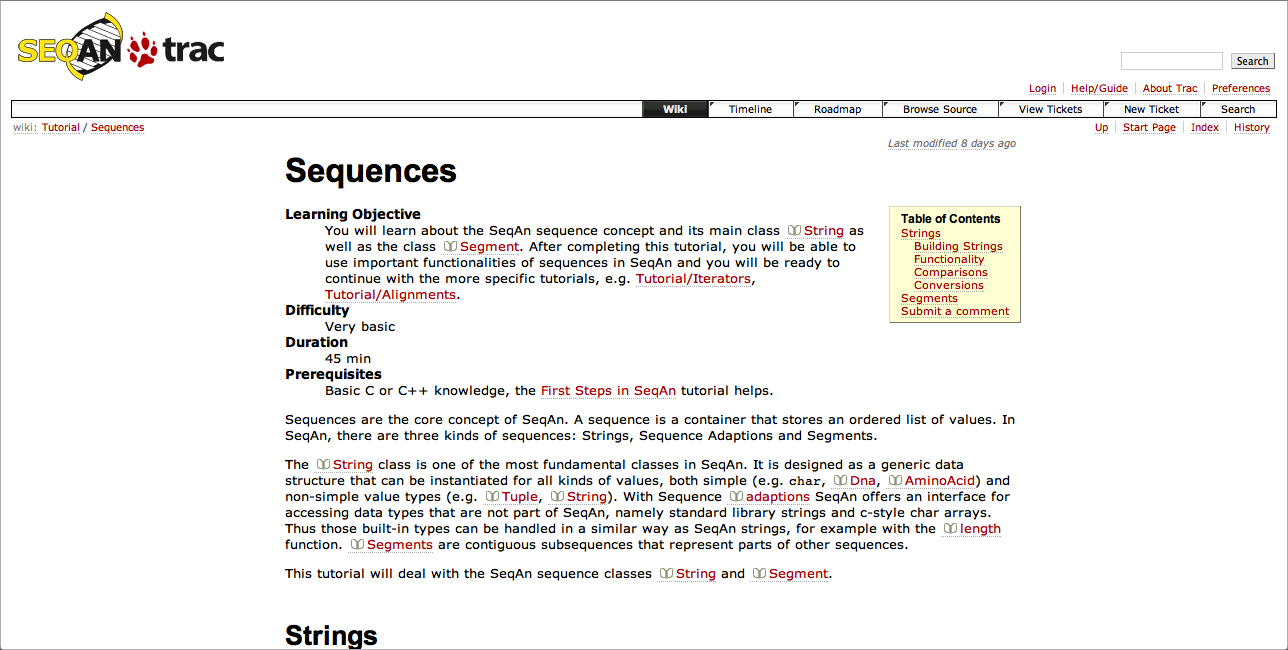 SEQAN trac
Search
Login Help/Guide About Trac Preferences
Wiki Timeline Roadmap Browse Source View Tickets New Ticket Search
wiki: Tutorial / Sequences
Up Start Page Index History
Last modified 8 days ago
Sequences
Learning Objective
You will learn about the SeqAn sequence concept and its main class String as
well as the class Segment. After completing this tutorial, you will be able to
use important functionalities of sequences in SeqAn and you will be ready to
continue with the more specific tutorials, e.g. Tutorial/Iterators,
Tutorial/Alignments.
Difficulty
Very basic
Duration
45 min
Prerequisites
Basic C or C++ knowledge, the First Steps in SeqAn tutorial helps.
Table of Contents
Strings
Building Strings
Functionality
Comparisons
Conversions
Segments
Submit a comment
Sequences are the core concept of SeqAn. A sequence is a container that stores an ordered list of values. In
SeqAn, there are three kinds of sequences: Strings, Sequence Adaptions and Segments.
The String class is one of the most fundamental classes in SeqAn. It is designed as a generic data
structure that can be instantiated for all kinds of values, both simple (e.g. char, Dna, AminoAcid) and
non-simple value types (e.g. Tuple, String). With Sequence adaptions SeqAn offers an interface for
accessing data types that are not part of SeqAn, namely standard library strings and c-style char arrays.
Thus those built-in types can be handled in a similar way as SeqAn strings, for example with the length
function. Segments are contiguous subsequences that represent parts of other sequences.
This tutorial will deal with the SeqAn sequence classes String and Segment.
Strings